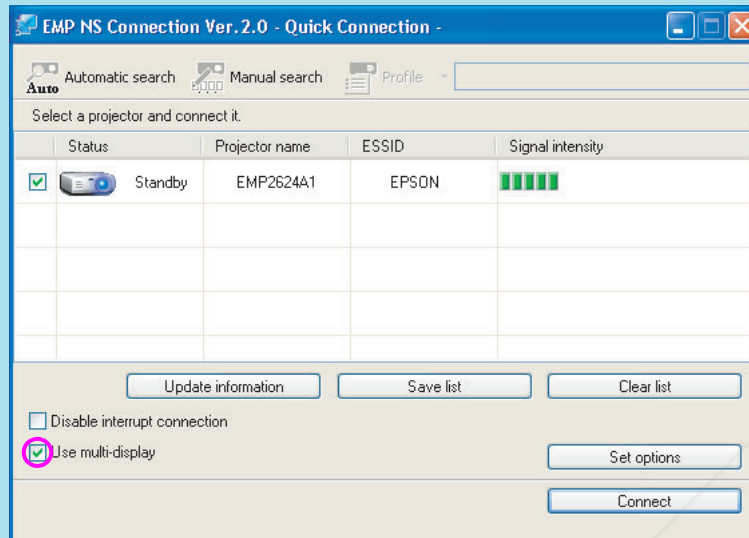 EMP NS Connection Ver.2.0 - Quick Connection -
Auto Automatic search Manual search Profile
Select a projector and connect it.
Status Projector name ESSID Signal intensity
Standby EMP2624A1 EPSON
Update information Save list Clear list
Disable interrupt connection
Use multi-display
Set options
Connect